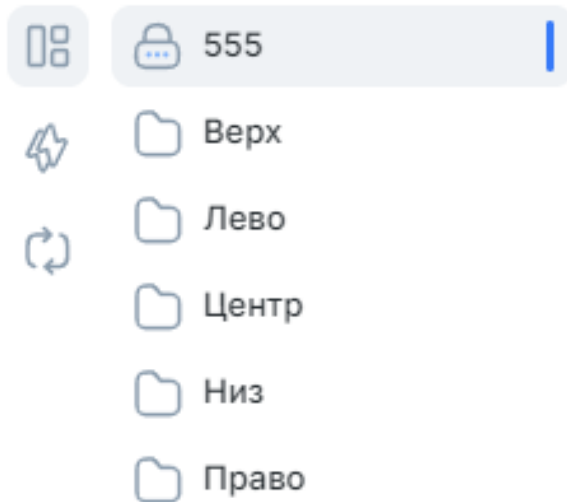 555
Верх
Лево
Центр
Низ
Право